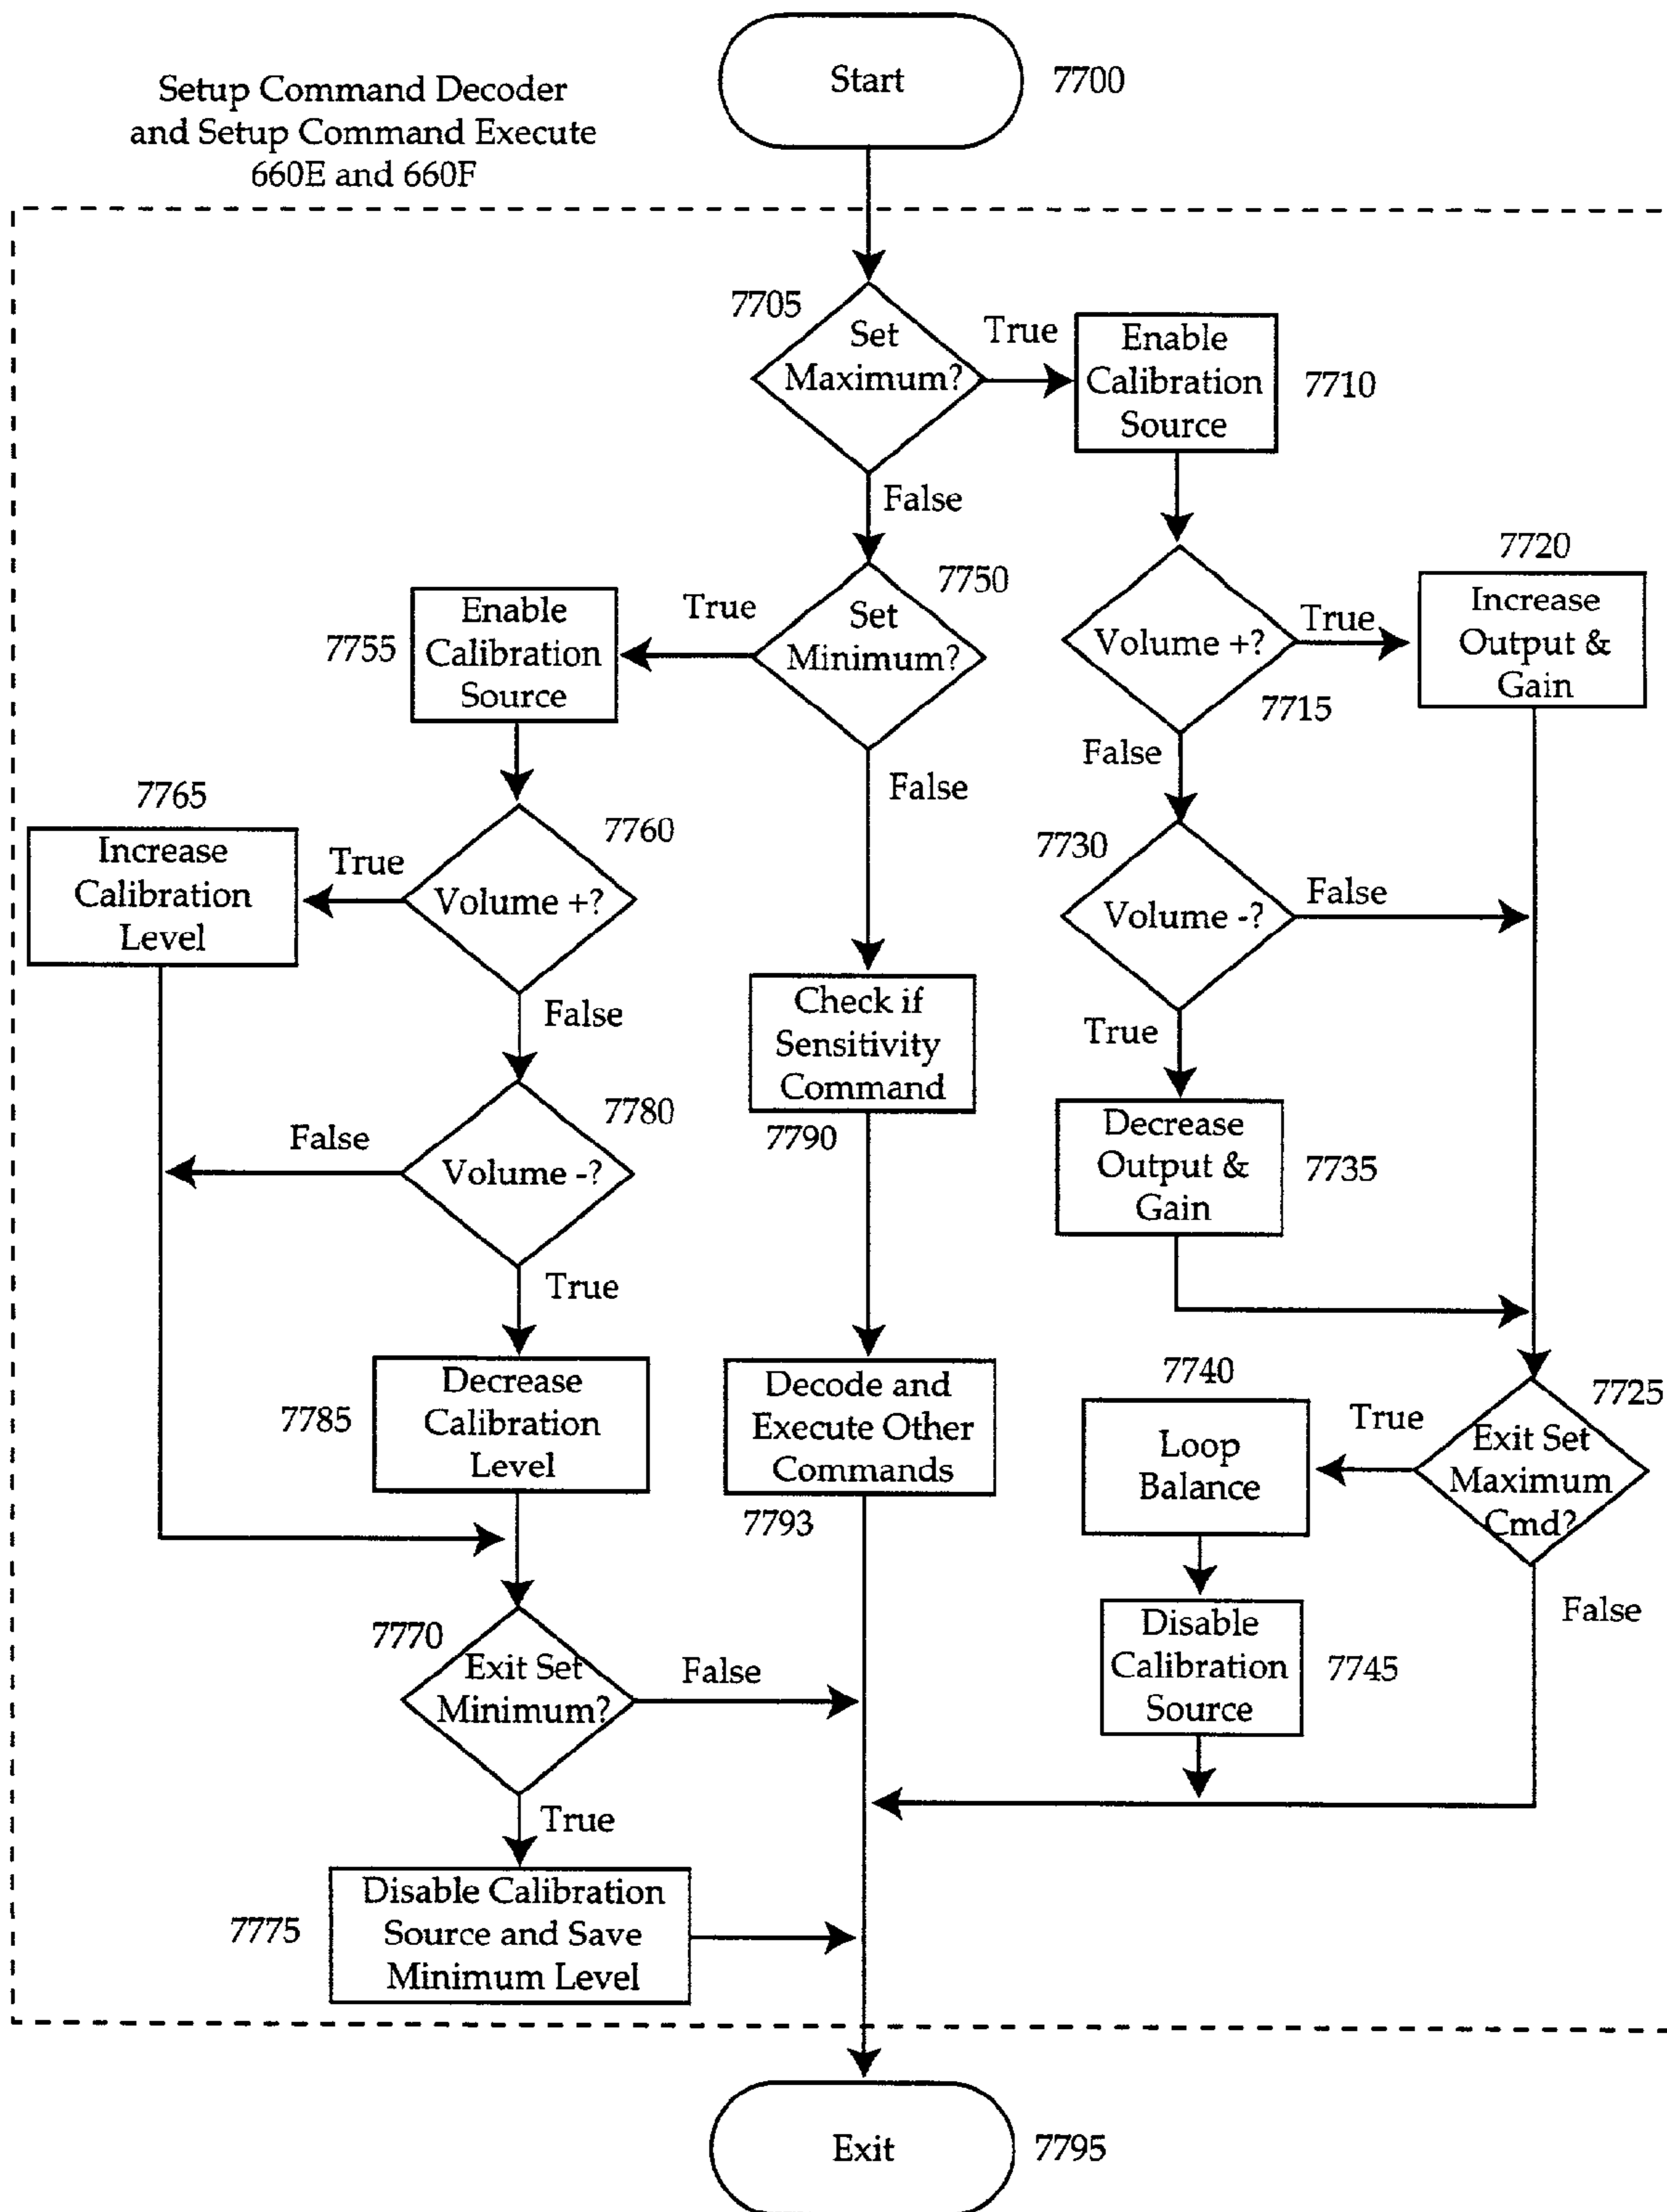 Start
7700
Setup Command Decoder
and Setup Command Execute
660E and 660F
7705
Set
Maximum?
True
Enable
Calibration
Source
7710
False
7750
Set
Minimum?
True
Enable
Calibration
Source
7755
False
Volume +?
7715
True
7720
Increase
Output &
Gain
False
7765
Increase
Calibration
Level
True
7760
Volume +?
False
7730
Volume -?
False
True
Check if
Sensitivity
Command
7790
7780
Volume -?
False
True
Decrease
Output &
Gain
7735
7785
Decrease
Calibration
Level
Decode and
Execute Other
Commands
7793
7740
Loop
Balance
True
7725
Exit Set
Maximum
Cmd?
False
7770
Exit Set
Minimum?
False
True
Disable
Calibration
Source
7745
7775
Disable Calibration
Source and Save
Minimum Level
Exit
7795